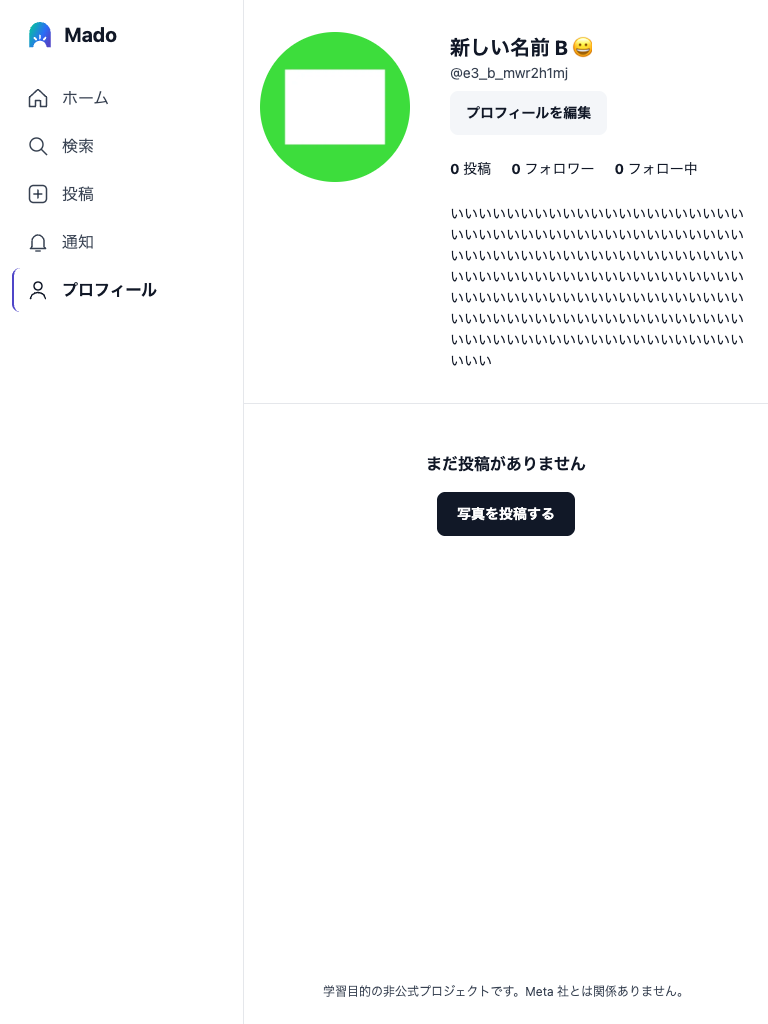 Mado
ホーム
検索
投稿
通知
プロフィール
新しい名前 B 😀
@e3_b_mwr2h1mj
プロフィールを編集
0 投稿 0 フォロワー 0 フォロー中
いいいいいいいいいいいいいいいいいいいいい
いいいいいいいいいいいいいいいいいいいいい
いいいいいいいいいいいいいいいいいいいいい
いいいいいいいいいいいいいいいいいいいいい
いいいいいいいいいいいいいいいいいいいいい
いいいいいいいいいいいいいいいいいいいいい
いいいいいいいいいいいいいいいいいいいいい
いいい
まだ投稿がありません
写真を投稿する
学習目的の非公式プロジェクトです。Meta 社とは関係ありません。